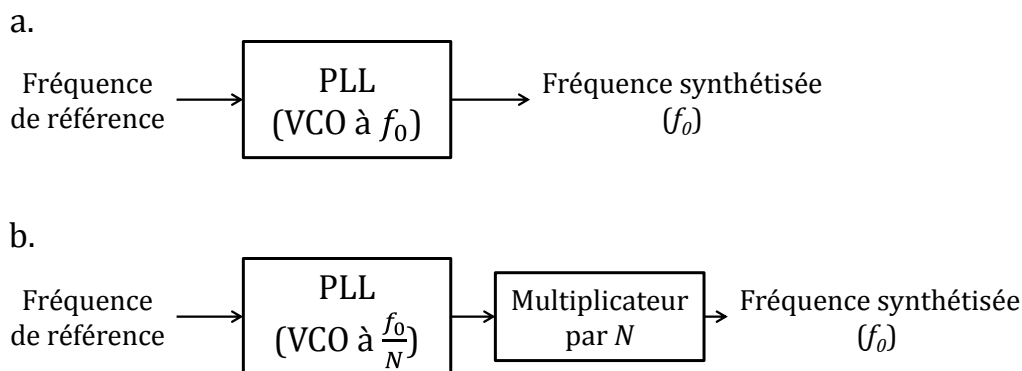 a.
Fréquence
de référence
PLL
(VCO à f₀)
Fréquence synthétisée
(f₀)
b.
Fréquence
de référence
PLL
(VCO à f₀/N)
Multiplicateur
par N
Fréquence synthétisée
(f₀)